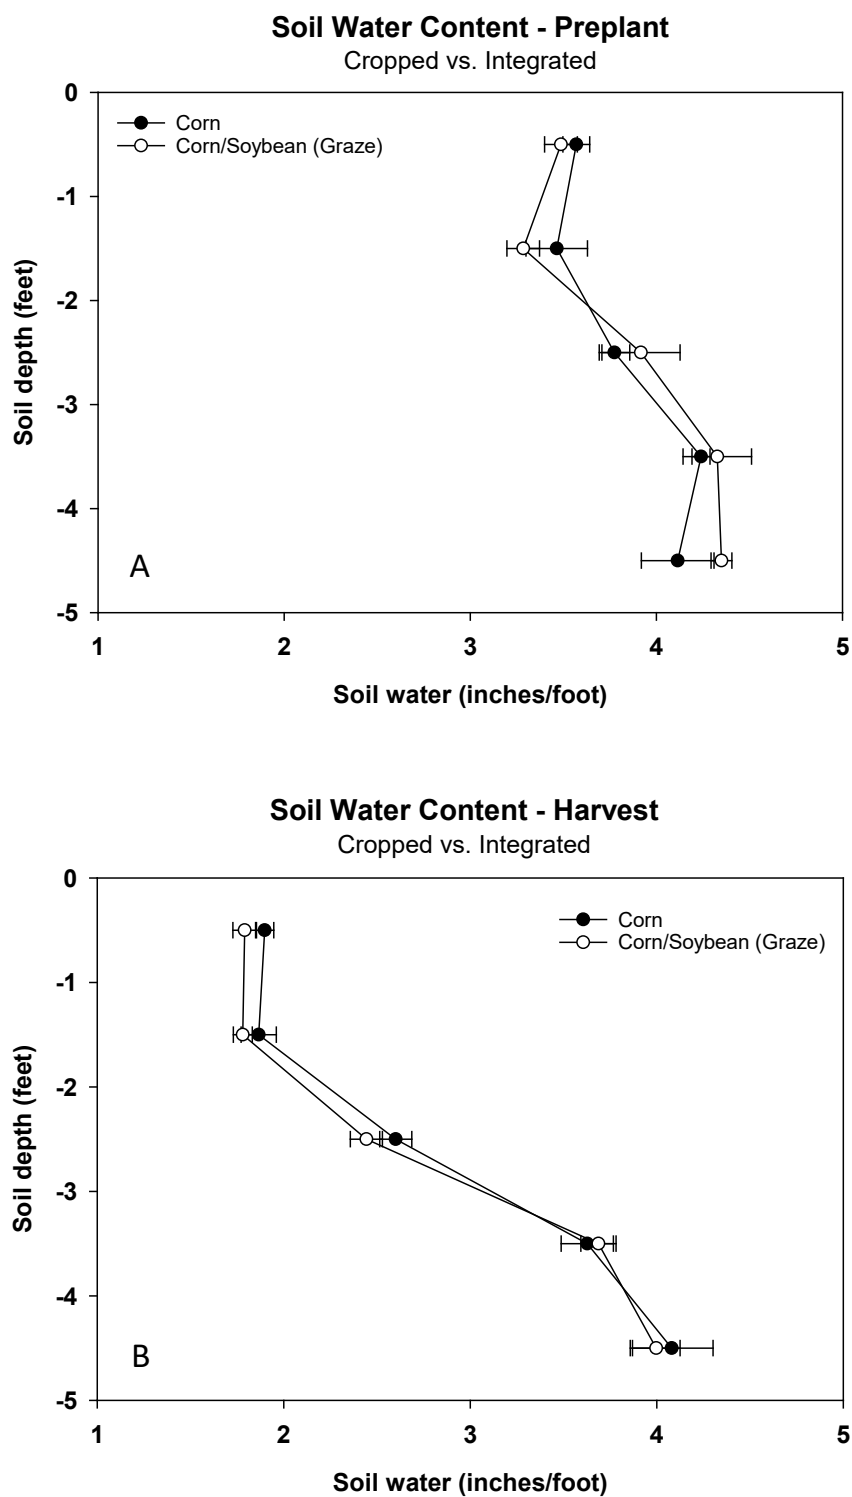 Soil Water Content - Preplant
Cropped vs. Integrated
Corn
Corn/Soybean (Graze)
0
-1
-2
-3
-4
-5
Soil depth (feet)
A
1 2 3 4 5
Soil water (inches/foot)
Soil Water Content - Harvest
Cropped vs. Integrated
Corn
Corn/Soybean (Graze)
0
-1
-2
-3
-4
-5
Soil depth (feet)
B
1 2 3 4 5
Soil water (inches/foot)